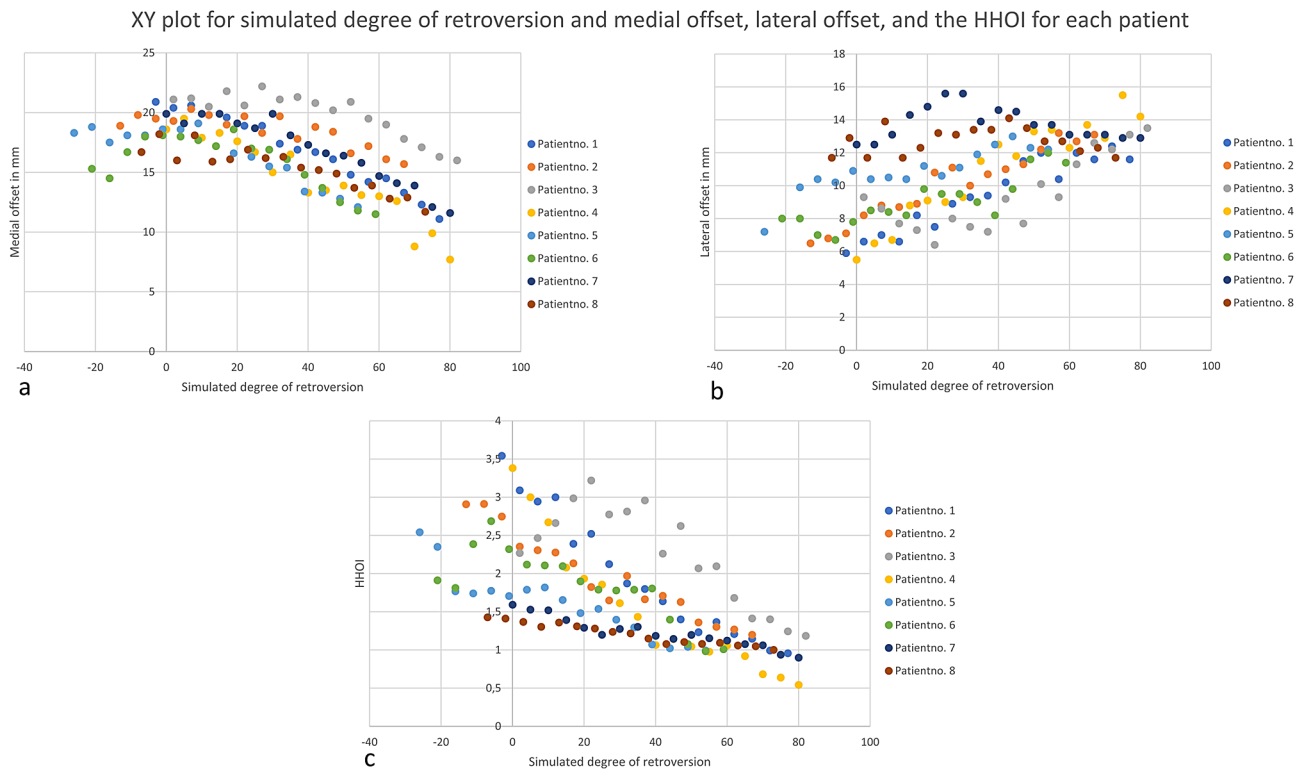 XY plot for simulated degree of retroversion and medial offset, lateral offset, and the HHOI for each patient
25
20
15
10
5
0
-40 -20 0 20 40 60 80 100
Medial offset in mm
Simulated degree of retroversion
a
Patientno. 1
Patientno. 2
Patientno. 3
Patientno. 4
Patientno. 5
Patientno. 6
Patientno. 7
Patientno. 8
18
16
14
12
10
8
6
4
2
0
-40 -20 0 20 40 60 80 100
Lateral offset in mm
Simulated degree of retroversion
b
Patientno. 1
Patientno. 2
Patientno. 3
Patientno. 4
Patientno. 5
Patientno. 6
Patientno. 7
Patientno. 8
4
3,5
3
2,5
2
1,5
1
0,5
0
-40 -20 0 20 40 60 80 100
HHOI
Simulated degree of retroversion
c
Patientno. 1
Patientno. 2
Patientno. 3
Patientno. 4
Patientno. 5
Patientno. 6
Patientno. 7
Patientno. 8